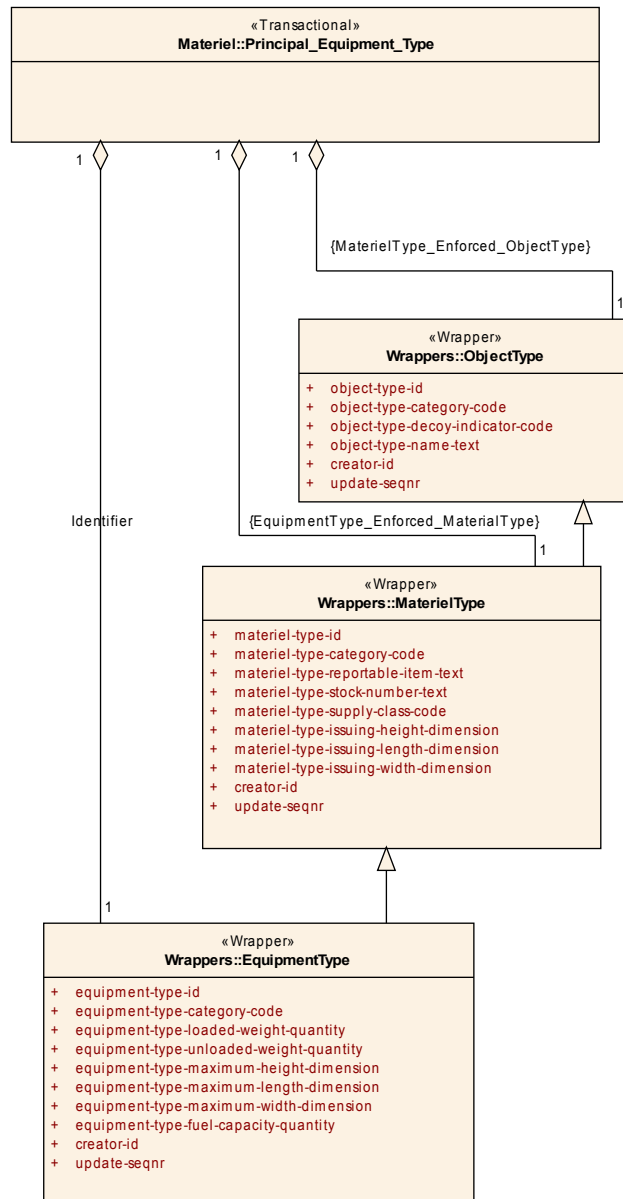 «Transactional»
Materiel::Principal_Equipment_Type
1
1
1
{MaterielType_Enforced_ObjectType}
1
«Wrapper»
Wrappers::ObjectType
+ object-type-id
+ object-type-category-code
+ object-type-decoy-indicator-code
+ object-type-name-text
+ creator-id
+ update-seqnr
Identifier
{EquipmentType_Enforced_MaterialType}
1
«Wrapper»
Wrappers::MaterielType
+ materiel-type-id
+ materiel-type-category-code
+ materiel-type-reportable-item-text
+ materiel-type-stock-number-text
+ materiel-type-supply-class-code
+ materiel-type-issuing-height-dimension
+ materiel-type-issuing-length-dimension
+ materiel-type-issuing-width-dimension
+ creator-id
+ update-seqnr
1
«Wrapper»
Wrappers::EquipmentType
+ equipment-type-id
+ equipment-type-category-code
+ equipment-type-loaded-weight-quantity
+ equipment-type-unloaded-weight-quantity
+ equipment-type-maximum-height-dimension
+ equipment-type-maximum-length-dimension
+ equipment-type-maximum-width-dimension
+ equipment-type-fuel-capacity-quantity
+ creator-id
+ update-seqnr